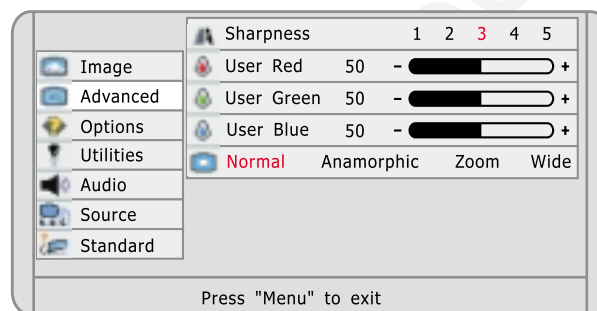 Sharpness 1 2 3 4 5
Image
User Red 50 - +
Advanced
User Green 50 - +
Options
User Blue 50 - +
Utilities
Normal Anamorphic Zoom Wide
Audio
Source
Standard
Press "Menu" to exit